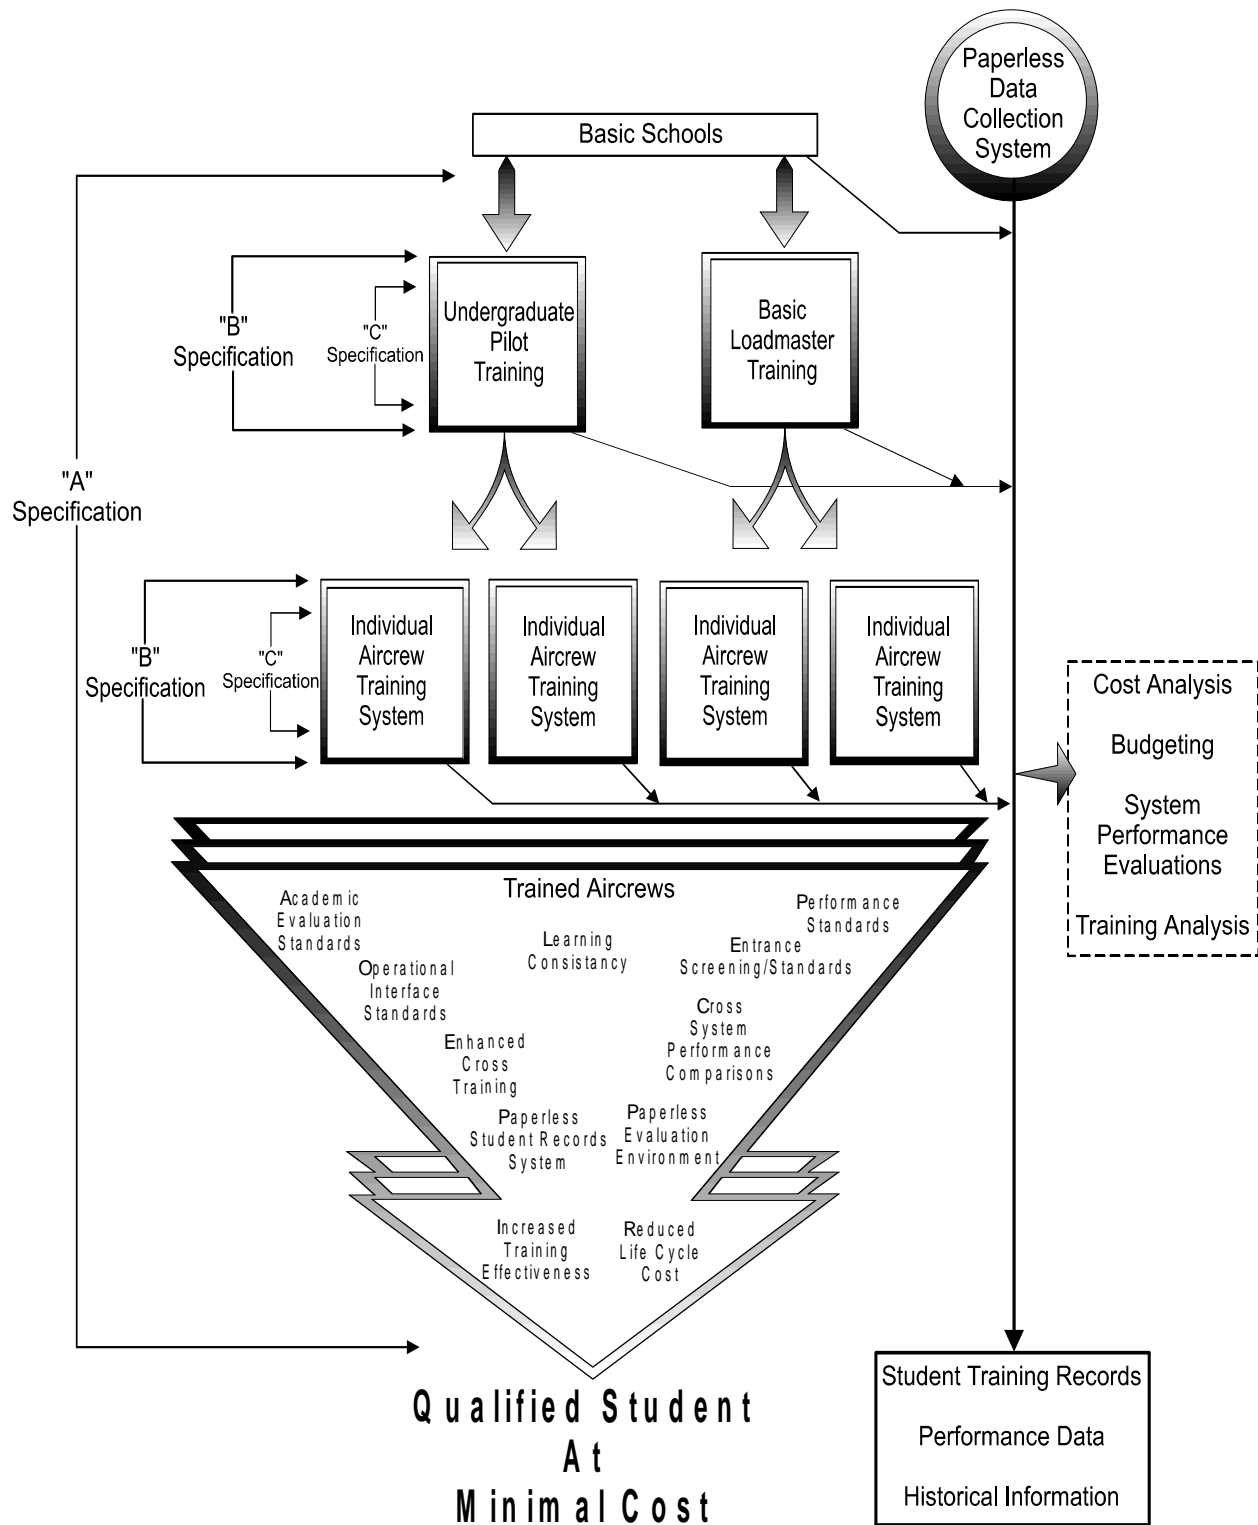 Paperless
Data
Collection
System
Basic Schools
"B"
Specification
"C"
Specification
Undergraduate
Pilot
Training
Basic
Loadmaster
Training
"A"
Specification
"B"
Specification
"C"
Specification
Individual
Aircrew
Training
System
Individual
Aircrew
Training
System
Individual
Aircrew
Training
System
Individual
Aircrew
Training
System
Cost Analysis
Budgeting
System
Performance
Evaluations
Training Analysis
Trained Aircrews
Academic
Evaluation
Standards
Learning
Consistancy
Performance
Standards
Entrance
Screening/Standards
Operational
Interface
Standards
Enhanced
Cross
Training
Cross
System
Performance
Comparisons
Paperless
Student Records
System
Paperless
Evaluation
Environment
Increased
Training
Effectiveness
Reduced
Life Cycle
Cost
Qualified Student
At
Minimal Cost
Student Training Records
Performance Data
Historical Information